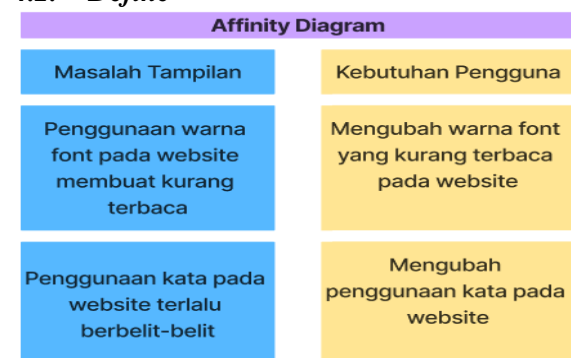 Affinity Diagram
Masalah Tampilan
Kebutuhan Pengguna
Penggunaan warna
font pada website
membuat kurang
terbaca
Mengubah warna font
yang kurang terbaca
pada website
Penggunaan kata pada
website terlalu
berbelit-belit
Mengubah
penggunaan kata pada
website